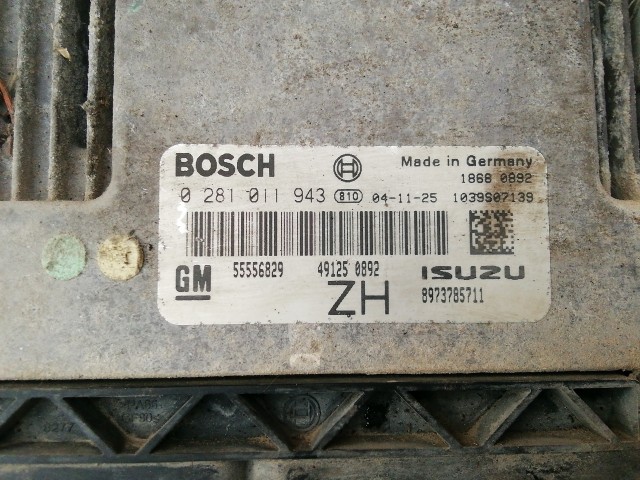 BOSCH Made in Germany
1868 0892
0 281 011 943 810 04-11-25 1039S07139
GM 55556829 49125 0892 ISUZU
ZH 8973785711